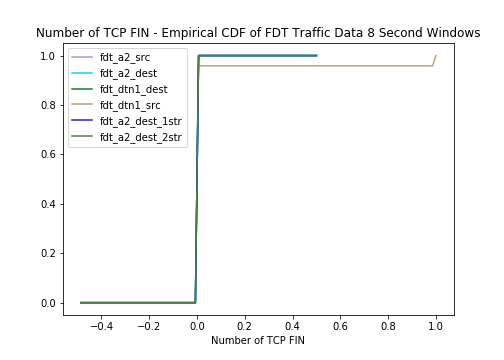 Number of TCP FIN - Empirical CDF of FDT Traffic Data 8 Second Windows
1.0
0.8
0.6
0.4
0.2
0.0
fdt_a2_src
fdt_a2_dest
fdt_dtn1_dest
fdt_dtn1_src
fdt_a2_dest_1str
fdt_a2_dest_2str
−0.4 −0.2 0.0 0.2 0.4 0.6 0.8 1.0
Number of TCP FIN